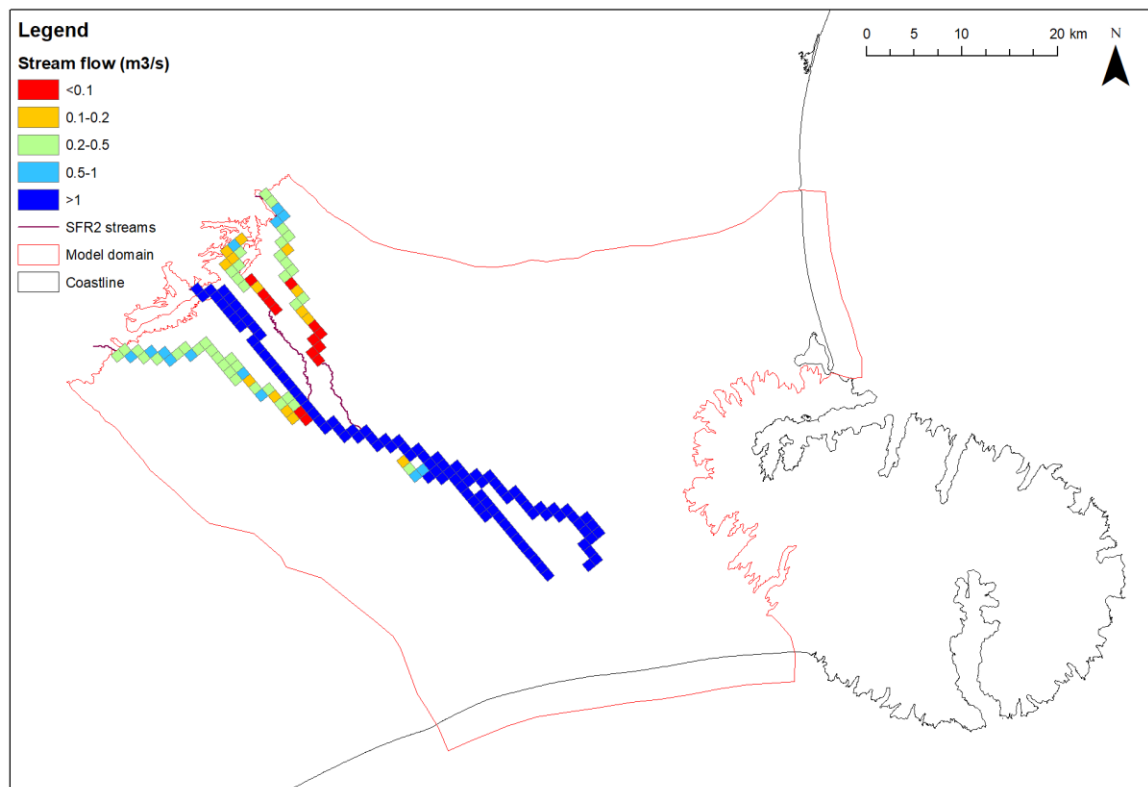 Legend
Stream flow (m3/s)
<0.1
0.1-0.2
0.2-0.5
0.5-1
>1
SFR2 streams
Model domain
Coastline
0 5 10 20 km
N